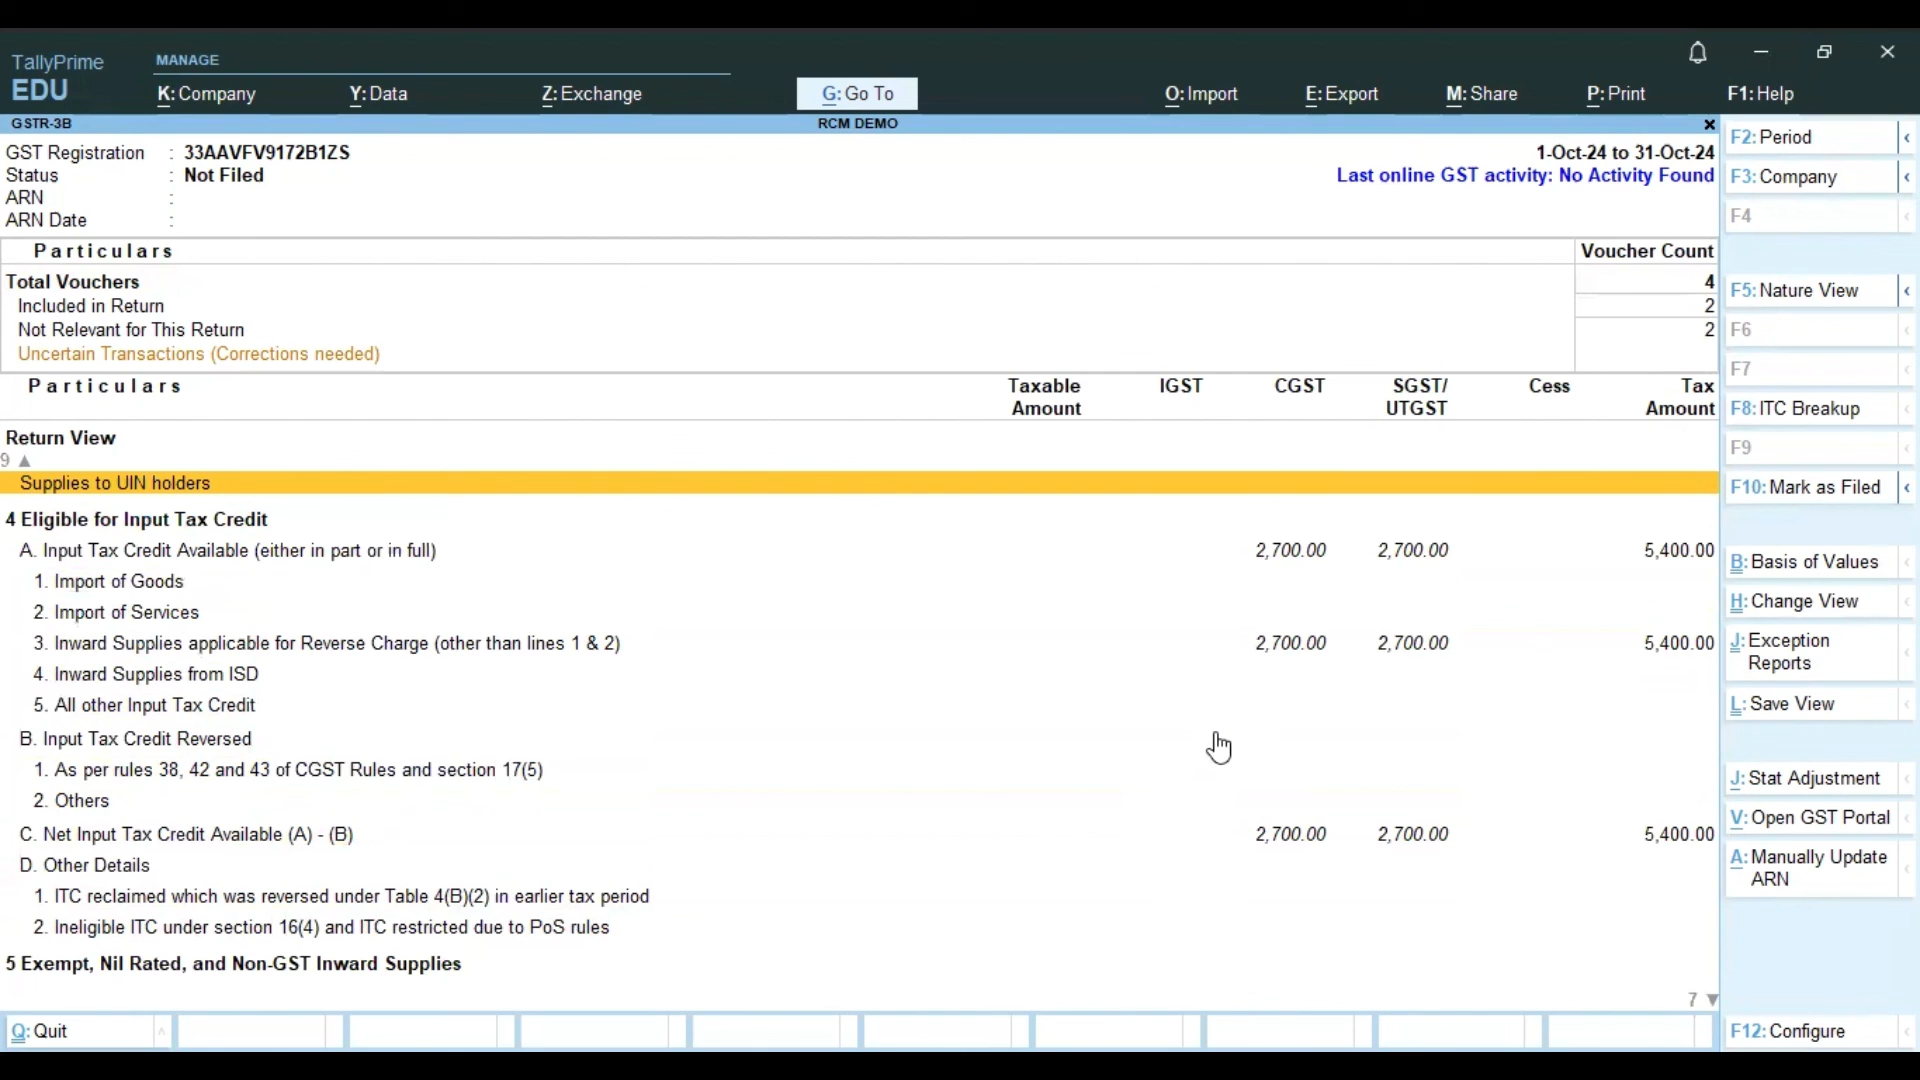 TallyPrime
EDU
MANAGE
K: Company
Y: Data
Z: Exchange
G: Go To
O: Import
E: Export
M: Share
P: Print
F1: Help
GSTR-3B
RCM DEMO
GST Registration : 33AAVFV9172B1ZS
1-Oct-24 to 31-Oct-24
Status : Not Filed
Last online GST activity: No Activity Found
ARN :
ARN Date :
Particulars Voucher Count
Total Vouchers 4
Included in Return 2
Not Relevant for This Return 2
Uncertain Transactions (Corrections needed)
Particulars Taxable Amount IGST CGST SGST/ UTGST Cess Tax Amount
Return View
9
Supplies to UIN holders
4 Eligible for Input Tax Credit
A. Input Tax Credit Available (either in part or in full) 2,700.00 2,700.00 5,400.00
1. Import of Goods
2. Import of Services
3. Inward Supplies applicable for Reverse Charge (other than lines 1 & 2) 2,700.00 2,700.00 5,400.00
4. Inward Supplies from ISD
5. All other Input Tax Credit
B. Input Tax Credit Reversed
1. As per rules 38, 42 and 43 of CGST Rules and section 17(5)
2. Others
C. Net Input Tax Credit Available (A) - (B) 2,700.00 2,700.00 5,400.00
D. Other Details
1. ITC reclaimed which was reversed under Table 4(B)(2) in earlier tax period
2. Ineligible ITC under section 16(4) and ITC restricted due to PoS rules
5 Exempt, Nil Rated, and Non-GST Inward Supplies
7
Q: Quit
F2: Period
F3: Company
F4
F5: Nature View
F6
F7
F8: ITC Breakup
F9
F10: Mark as Filed
B: Basis of Values
H: Change View
J: Exception
Reports
L: Save View
J: Stat Adjustment
V: Open GST Portal
A: Manually Update
ARN
F12: Configure